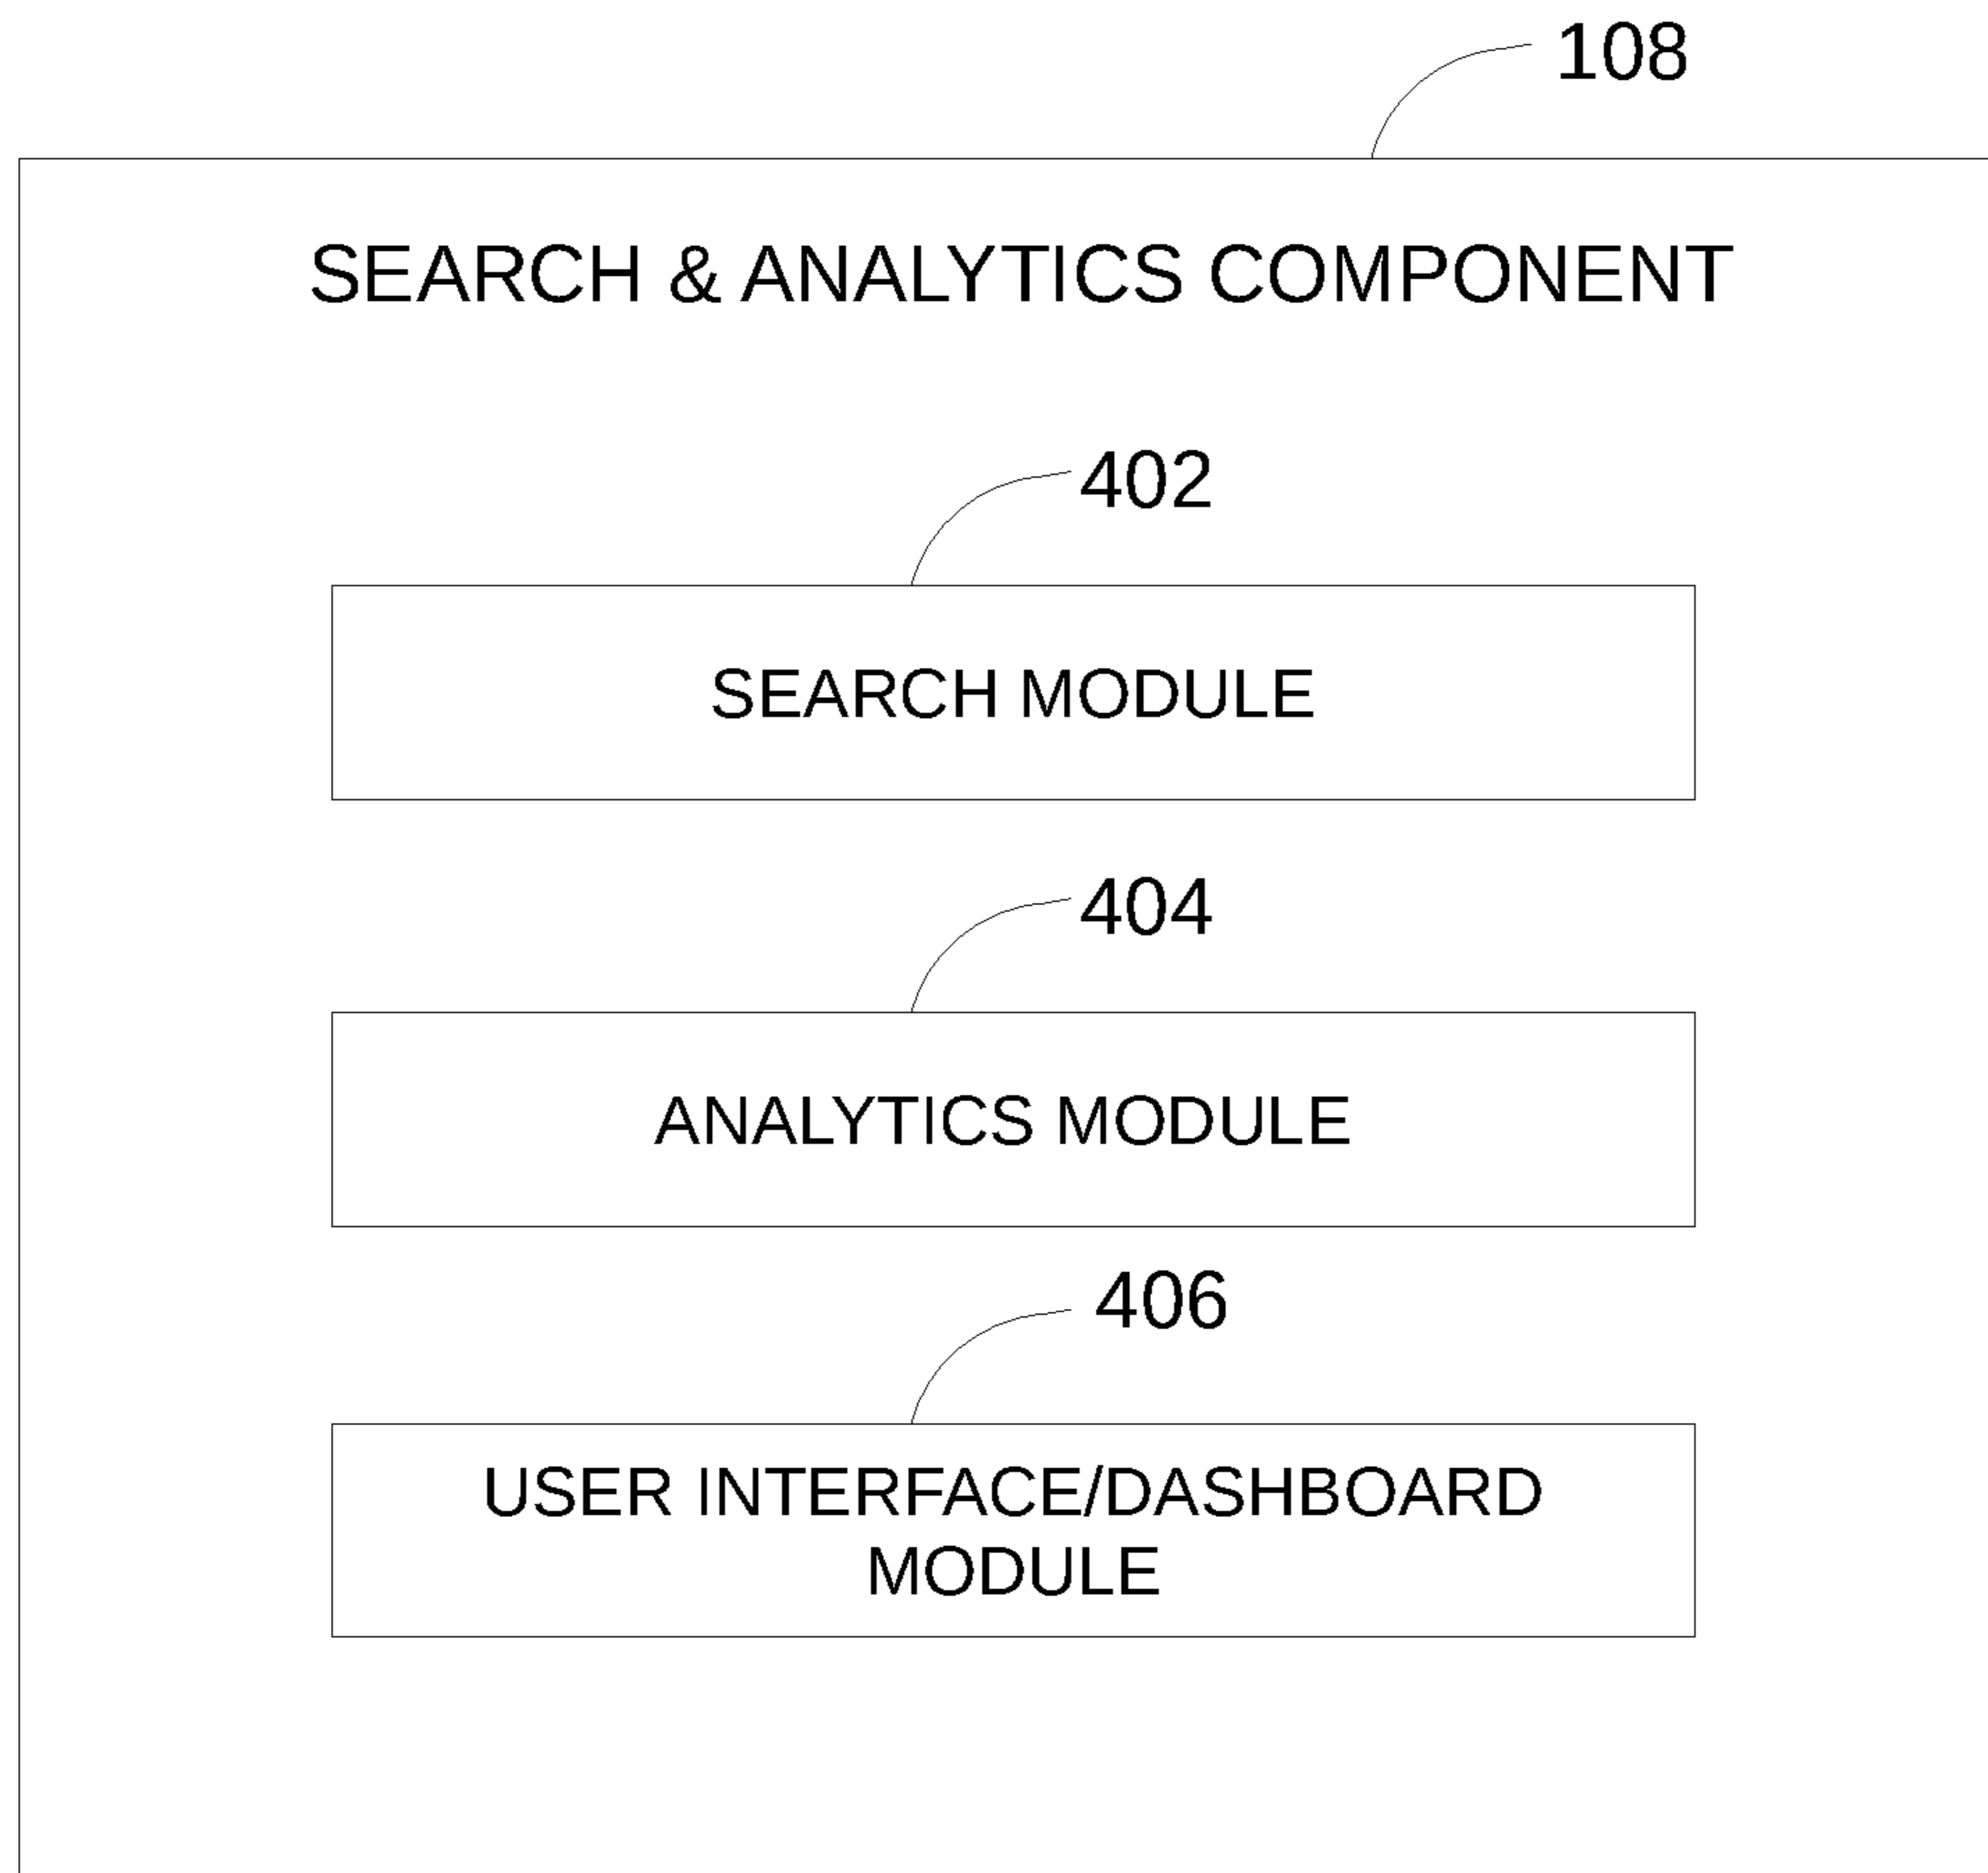 108
SEARCH & ANALYTICS COMPONENT
402
SEARCH MODULE
404
ANALYTICS MODULE
406
USER INTERFACE/DASHBOARD
MODULE